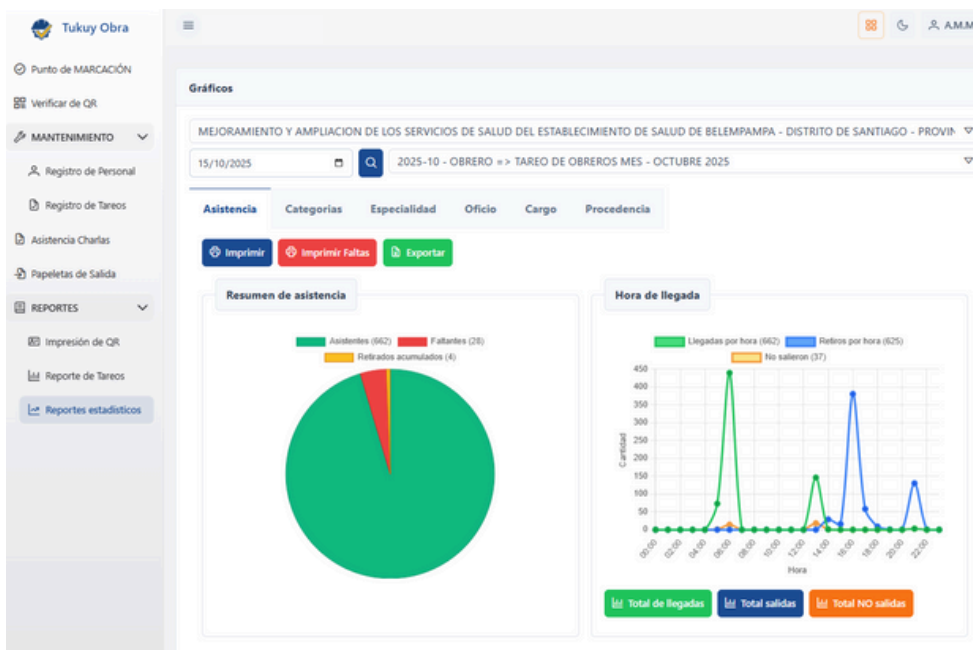 Tukuy Obra
A.M.M
Punto de MARCACIÓN
Verificar de QR
MANTENIMIENTO
Registro de Personal
Registro de Tareos
Asistencia Charlas
Papeletas de Salida
REPORTES
Impresión de QR
Reporte de Tareos
Reportes estadísticos
Gráficos
MEJORAMIENTO Y AMPLIACION DE LOS SERVICIOS DE SALUD DEL ESTABLECIMIENTO DE SALUD DE BELEMPAMPA - DISTRITO DE SANTIAGO - PROVIN
15/10/2025
2025-10 - OBRERO => TAREO DE OBREROS MES - OCTUBRE 2025
Asistencia Categorias Especialidad Oficio Cargo Procedencia
Imprimir Imprimir Faltas Exportar
Resumen de asistencia
Asistentes (662) Faltantes (28)
Retirados acumulados (4)
Hora de llegada
Llegadas por hora (662) Retiros por hora (625)
No salieron (37)
450
400
350
300
250
200
150
100
50
0
Cantidad
00:00 02:00 04:00 06:00 08:00 10:00 12:00 14:00 16:00 18:00 20:00 22:00
Hora
Total de llegadas Total salidas Total NO salidas